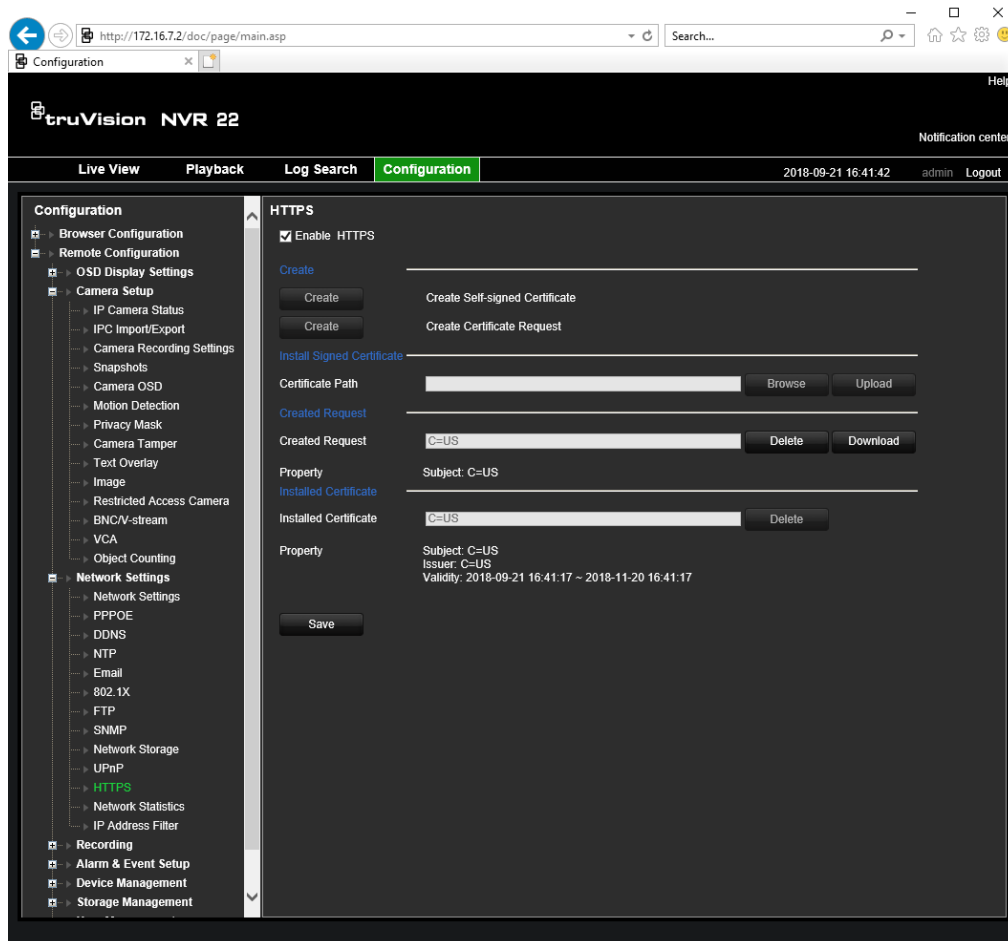 http://172.16.7.2/doc/page/main.asp
Search...
Configuration
Help
truVision NVR 22
Notification center
Live View Playback Log Search Configuration
2018-09-21 16:41:42 admin Logout
Configuration
Browser Configuration
Remote Configuration
OSD Display Settings
Camera Setup
IP Camera Status
IPC Import/Export
Camera Recording Settings
Snapshots
Camera OSD
Motion Detection
Privacy Mask
Camera Tamper
Text Overlay
Image
Restricted Access Camera
BNC/V-stream
VCA
Object Counting
Network Settings
Network Settings
PPPOE
DDNS
NTP
Email
802.1X
FTP
SNMP
Network Storage
UPnP
HTTPS
Network Statistics
IP Address Filter
Recording
Alarm & Event Setup
Device Management
Storage Management
HTTPS
Enable HTTPS
Create
Create Create Self-signed Certificate
Create Create Certificate Request
Install Signed Certificate
Certificate Path Browse Upload
Created Request
Created Request C=US Delete Download
Property Subject: C=US
Installed Certificate
Installed Certificate C=US Delete
Property Subject: C=US
Issuer: C=US
Validity: 2018-09-21 16:41:17 ~ 2018-11-20 16:41:17
Save